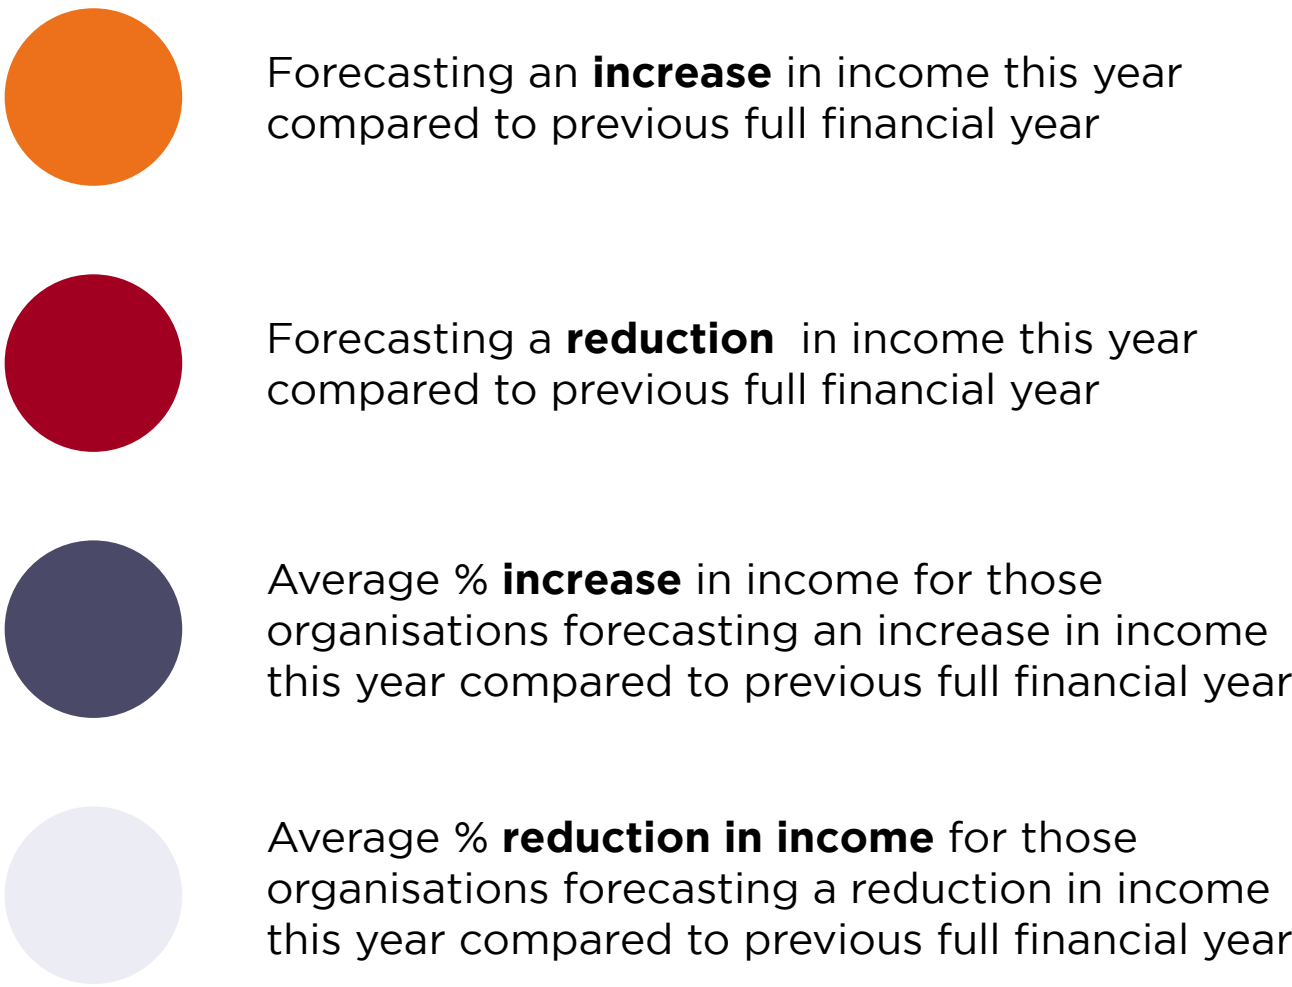 Forecasting an increase in income this year
compared to previous full financial year
Forecasting a reduction in income this year
compared to previous full financial year
Average % increase in income for those
organisations forecasting an increase in income
this year compared to previous full financial year
Average % reduction in income for those
organisations forecasting a reduction in income
this year compared to previous full financial year